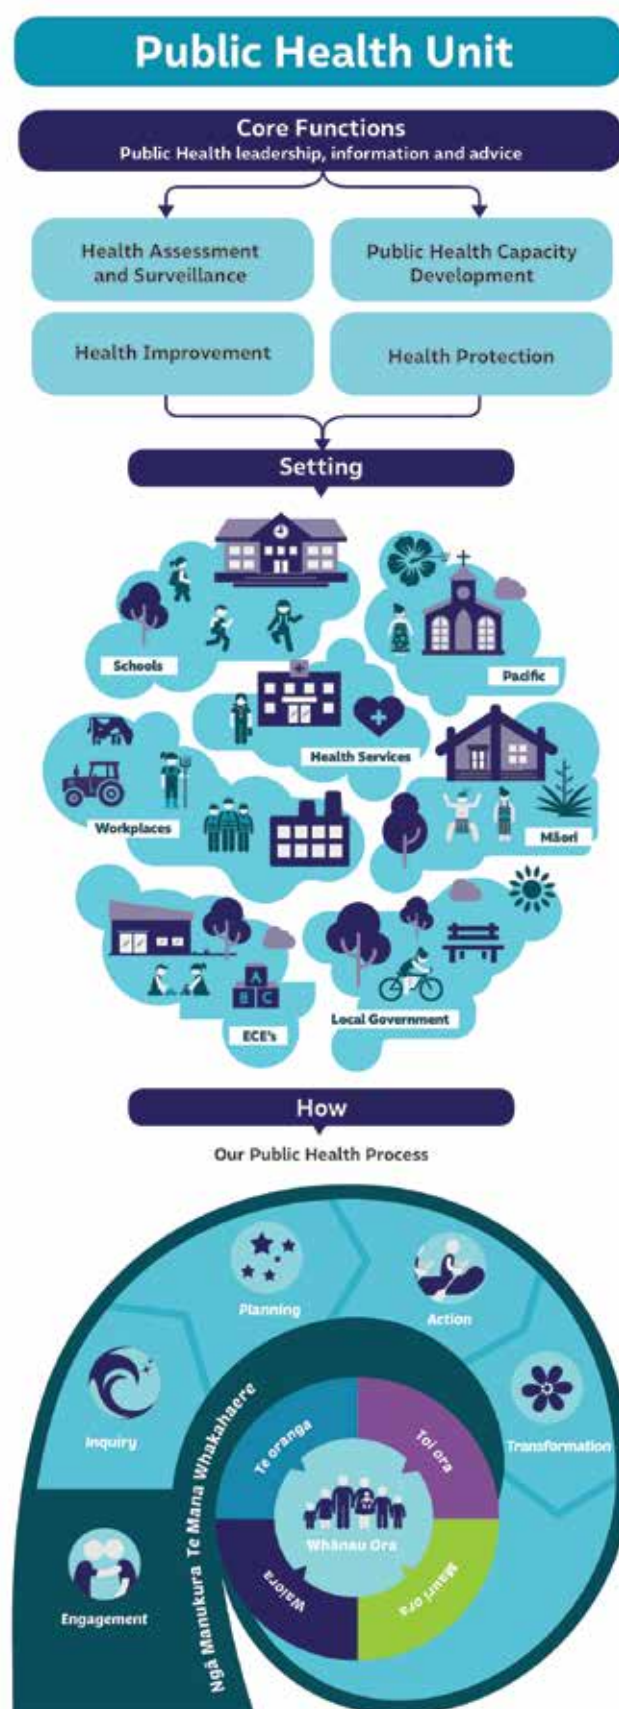 Public Health Unit
Core Functions
Public Health leadership, information and advice
Health Assessment
and Surveillance
Public Health Capacity
Development
Health Improvement
Health Protection
Setting
Schools
Pacific
Health Services
Workplaces
Māori
A
B C
ECE's
Local Government
How
Our Public Health Process
Planning
Action
Inquiry
Transformation
Engagement
Ngā Manukura Te Mana Whakahaere
Te oranga
Toi ora
Whānau Ora
Waiora
Mauri ora